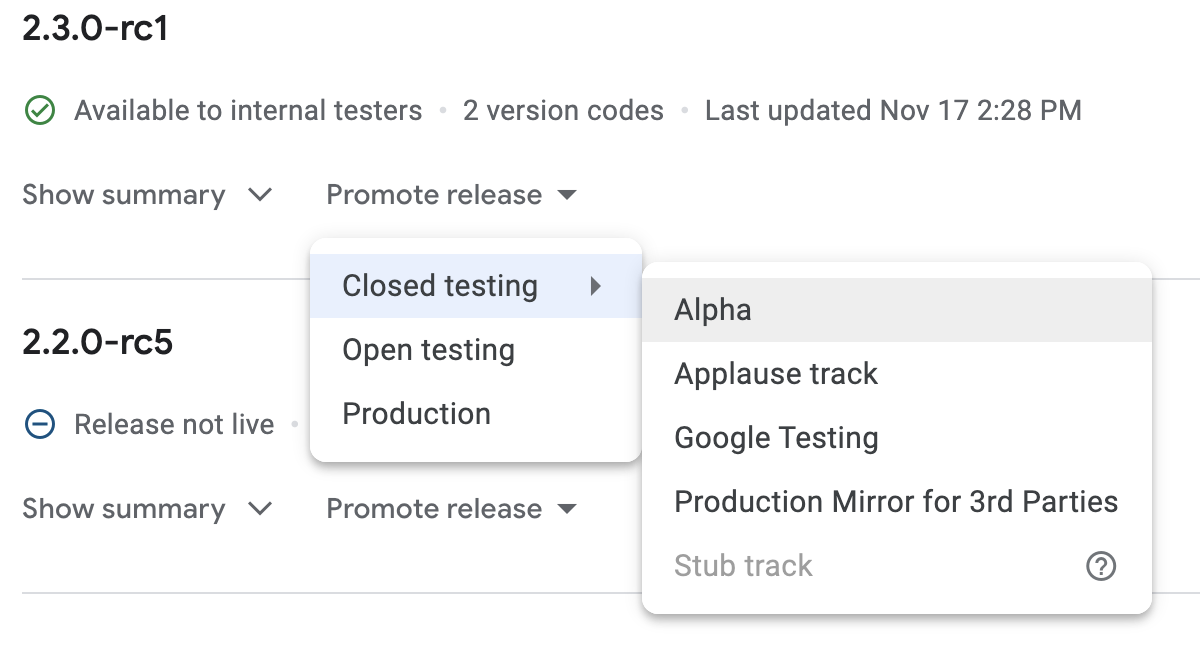 2.3.0-rc1
Available to internal testers • 2 version codes • Last updated Nov 17 2:28 PM
Show summary Promote release
Closed testing
Open testing
Production
Alpha
Applause track
Google Testing
Production Mirror for 3rd Parties
Stub track
2.2.0-rc5
Release not live •
Show summary Promote release